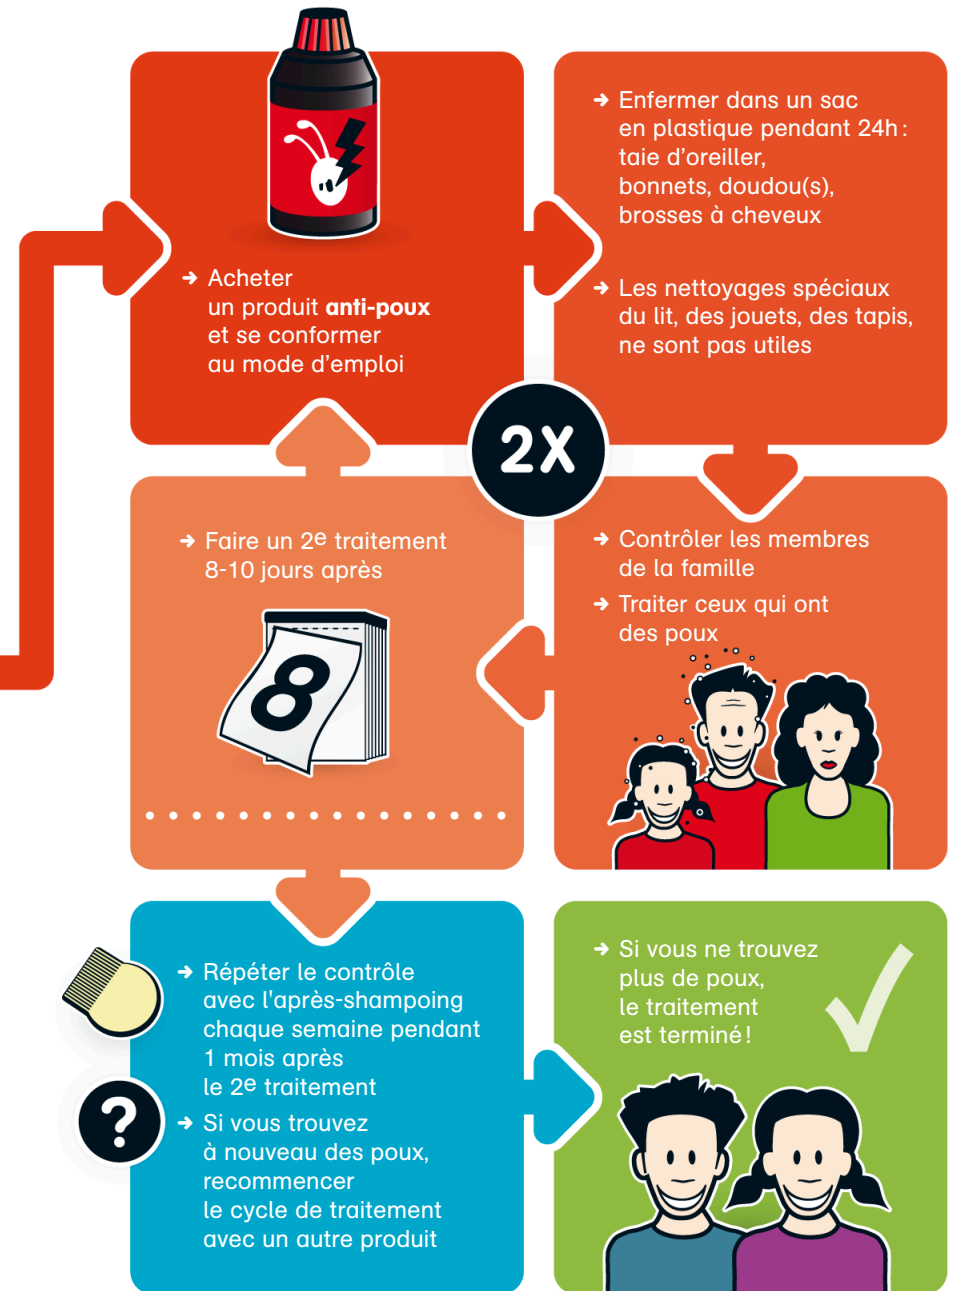 → Acheter
un produit anti-poux
et se conformer
au mode d'emploi
→ Enfermer dans un sac
en plastique pendant 24h :
taie d'oreiller,
bonnets, doudou(s),
brosses à cheveux
→ Les nettoyages spéciaux
du lit, des jouets, des tapis,
ne sont pas utiles
2X
→ Contrôler les membres
de la famille
→ Traiter ceux qui ont
des poux
→ Faire un 2e traitement
8-10 jours après
8
→ Répéter le contrôle
avec l'après-shampoing
chaque semaine pendant
1 mois après
le 2e traitement
?
→ Si vous trouvez
à nouveau des poux,
recommencer
le cycle de traitement
avec un autre produit
→ Si vous ne trouvez
plus de poux,
le traitement
est terminé !